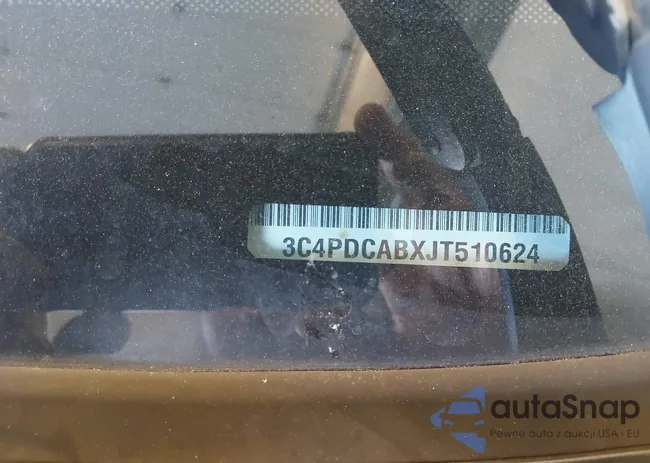 3C4PDCABXJT510624
autaSnap
Pewne auta z aukcji USA i EU